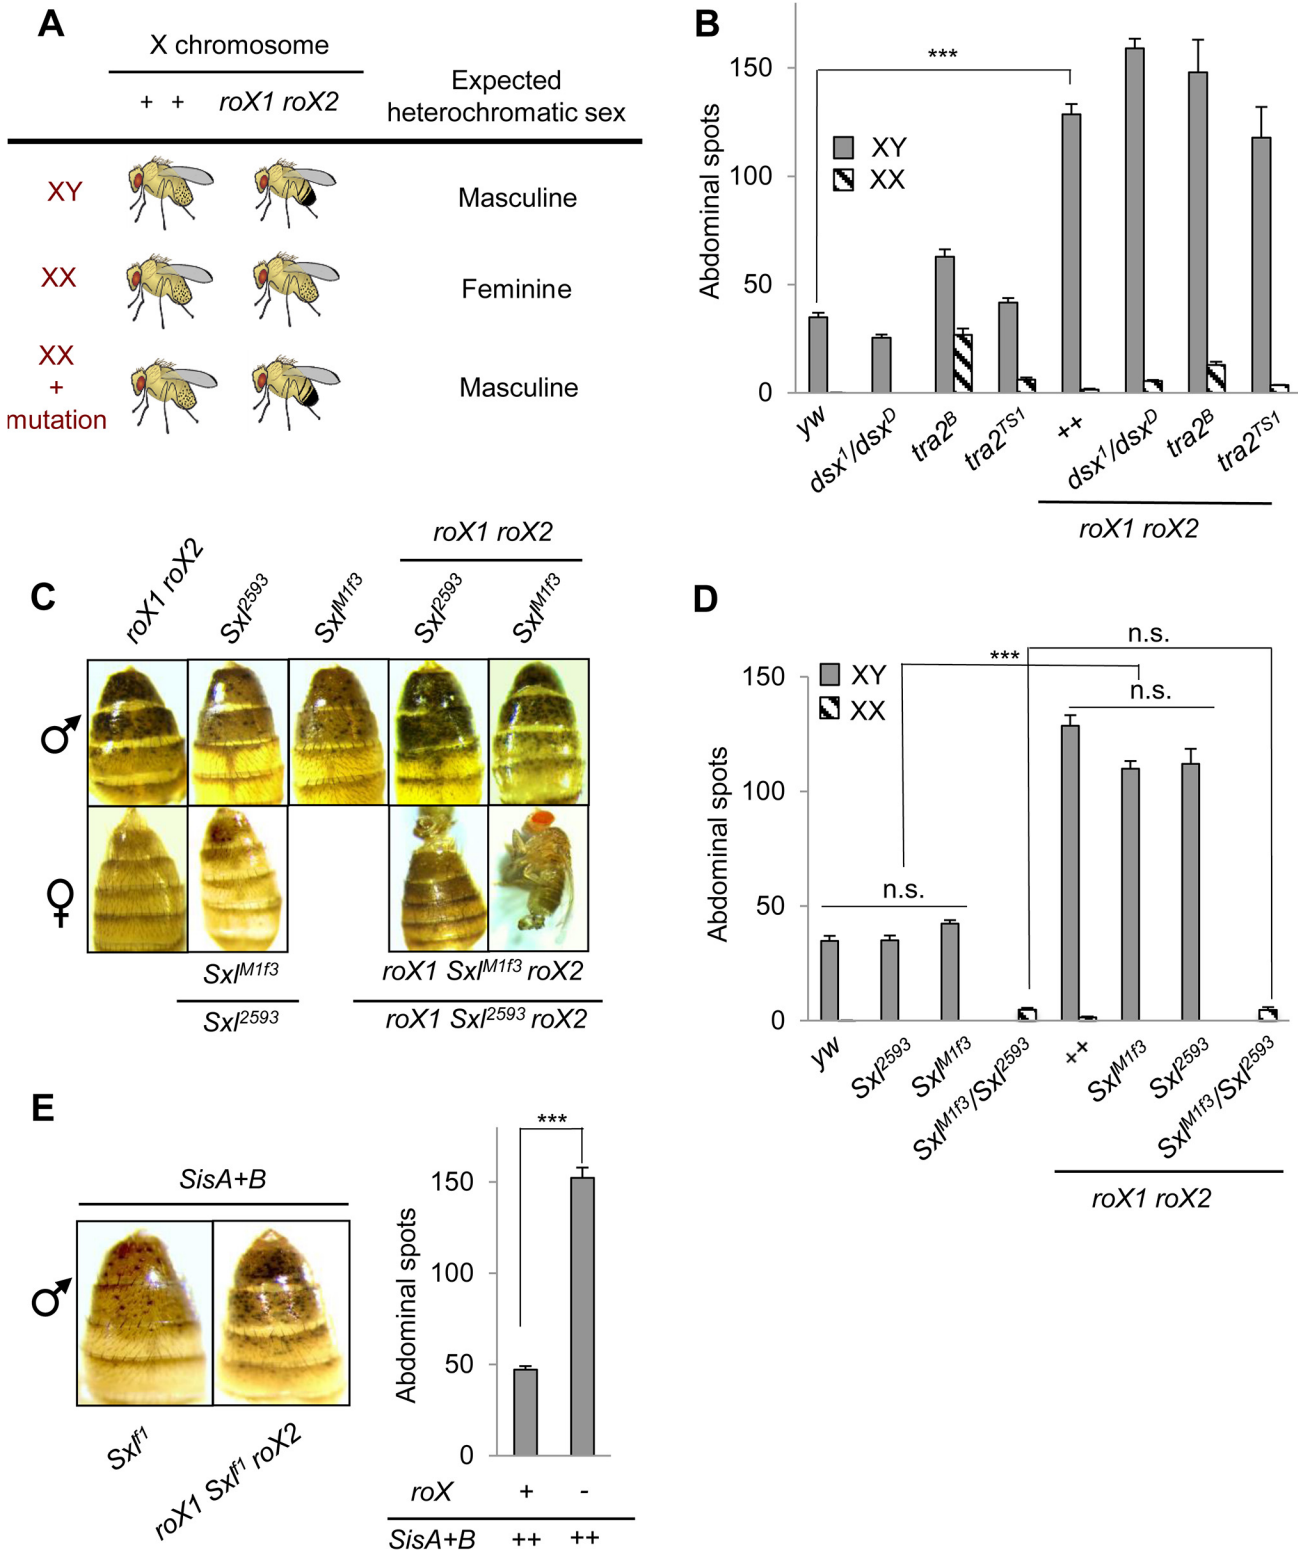 A
X chromosome
+ +
roX1 roX2
Expected
heterochromatic sex
XY
Masculine
XX
Feminine
XX
+
mutation
Masculine
B
Abdominal spots
150
100
50
0
XY
XX
***
yw
dsx1/dsxD
tra2B
tra2TS1
++
dsx1/dsxD
tra2B
tra2TS1
roX1 roX2
C
roX1 roX2
roX1 roX2
Sxl2593
SxlM1f3
Sxl2593
SxlM1f3
♂
♀
SxlM1f3
Sxl2593
roX1 SxlM1f3 roX2
roX1 Sxl2593 roX2
D
Abdominal spots
150
100
50
0
XY
XX
n.s.
***
n.s.
n.s.
yw
Sxl2593
SxlM1f3
SxlM1f3/Sxl2593
++
SxlM1f3
Sxl2593
SxlM1f3/Sxl2593
roX1 roX2
E
SisA+B
♂
Sxlf1
roX1 Sxlf1 roX2
Abdominal spots
***
150
100
50
0
roX + -
SisA+B ++ ++